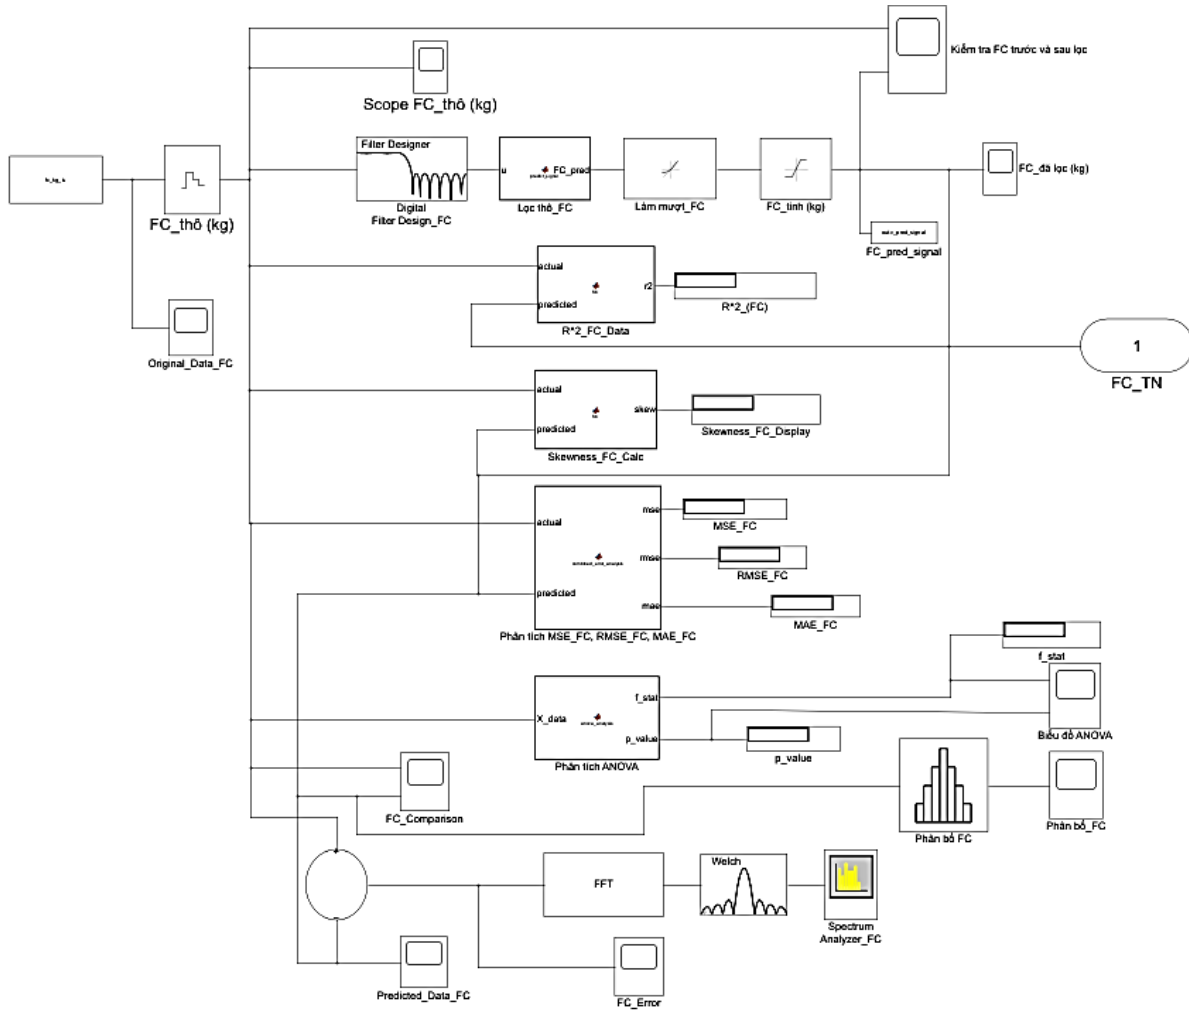 Kiểm tra FC trước và sau lọc
Scope FC_thô (kg)
Filter Designer
Digital
Filter Design_FC
u
FC_pred
Lọc thô_FC
Làm mượt_FC
FC_tinh (kg)
FC_đã lọc (kg)
FC_thô (kg)
FC_pred_signal
actual
predicted
r2
R^2_FC_Data
R^2_(FC)
Original_Data_FC
1
FC_TN
actual
predicted
skew
Skewness_FC_Calc
Skewness_FC_Display
actual
predicted
mse
rmse
mae
MSE_FC
RMSE_FC
MAE_FC
Phân tích MSE_FC, RMSE_FC, MAE_FC
f_stat
X_data
f_stat
p_value
Phân tích ANOVA
p_value
Biểu đồ ANOVA
FC_Comparison
Phân bố FC
Phân bố_FC
FFT
Welch
Spectrum
Analyzer_FC
Predicted_Data_FC
FC_Error